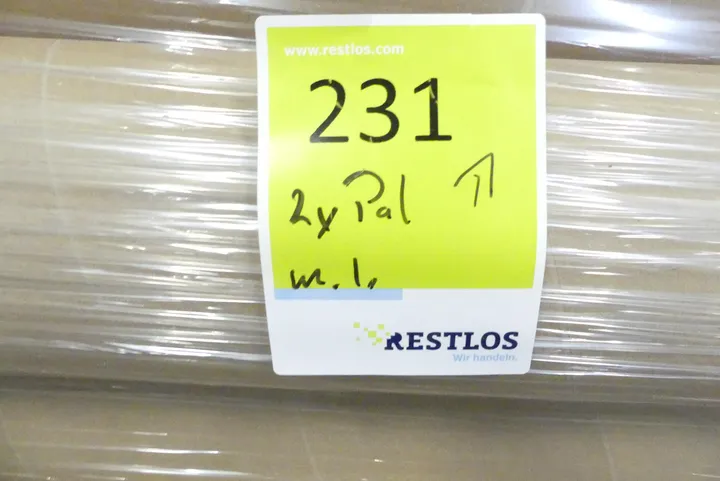 www.restlos.com
231
2x Pal
m. I.
RESTLOS
Wir handeln.